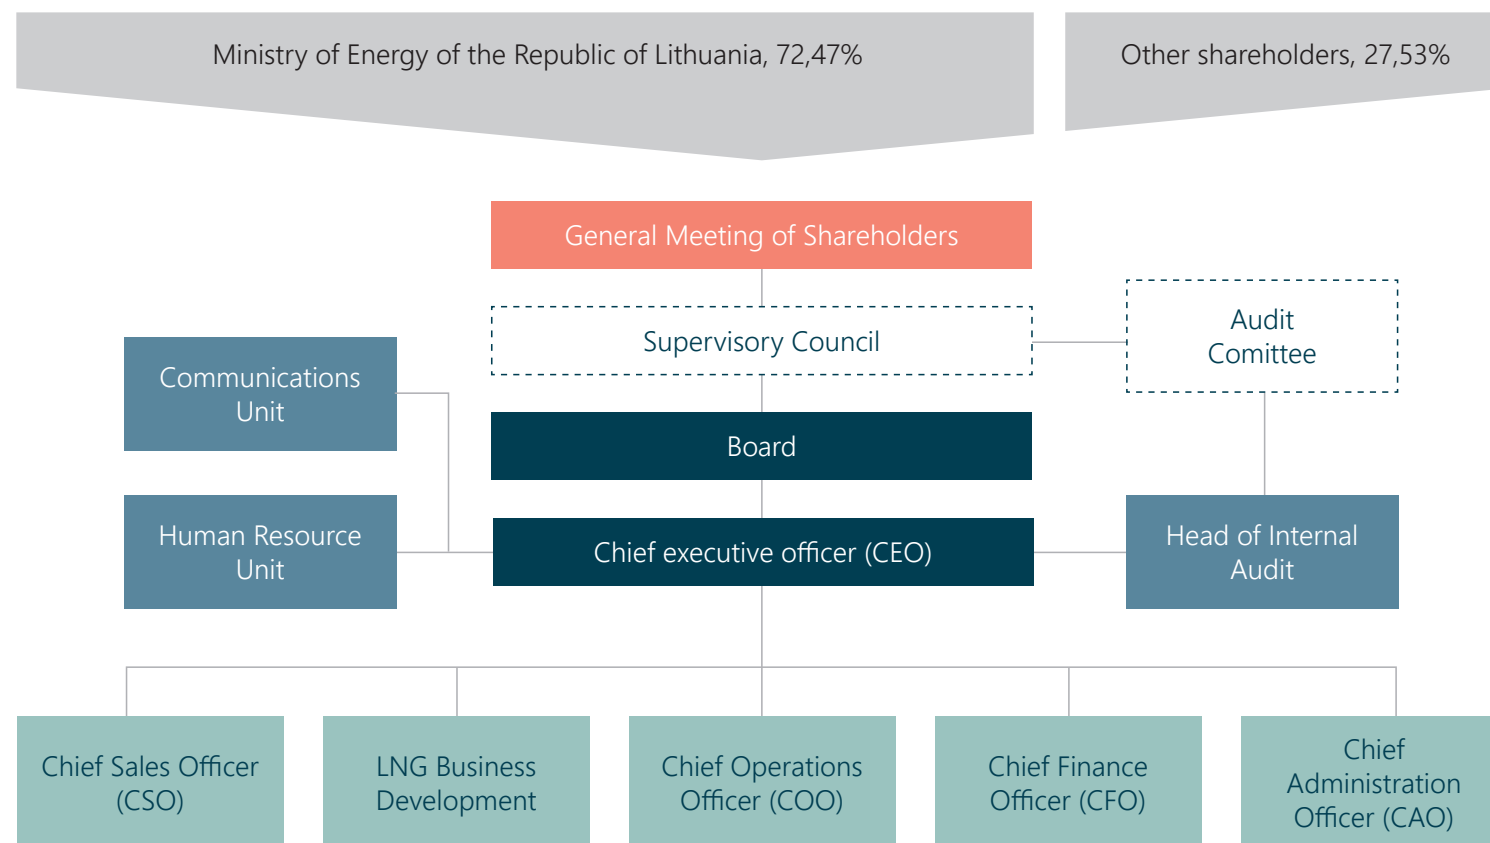 Ministry of Energy of the Republic of Lithuania, 72,47%
Other shareholders, 27,53%
General Meeting of Shareholders
Supervisory Council
Audit
Comittee
Communications
Unit
Board
Human Resource
Unit
Chief executive officer (CEO)
Head of Internal
Audit
Chief Sales Officer
(CSO)
LNG Business
Development
Chief Operations
Officer (COO)
Chief Finance
Officer (CFO)
Chief
Administration
Officer (CAO)